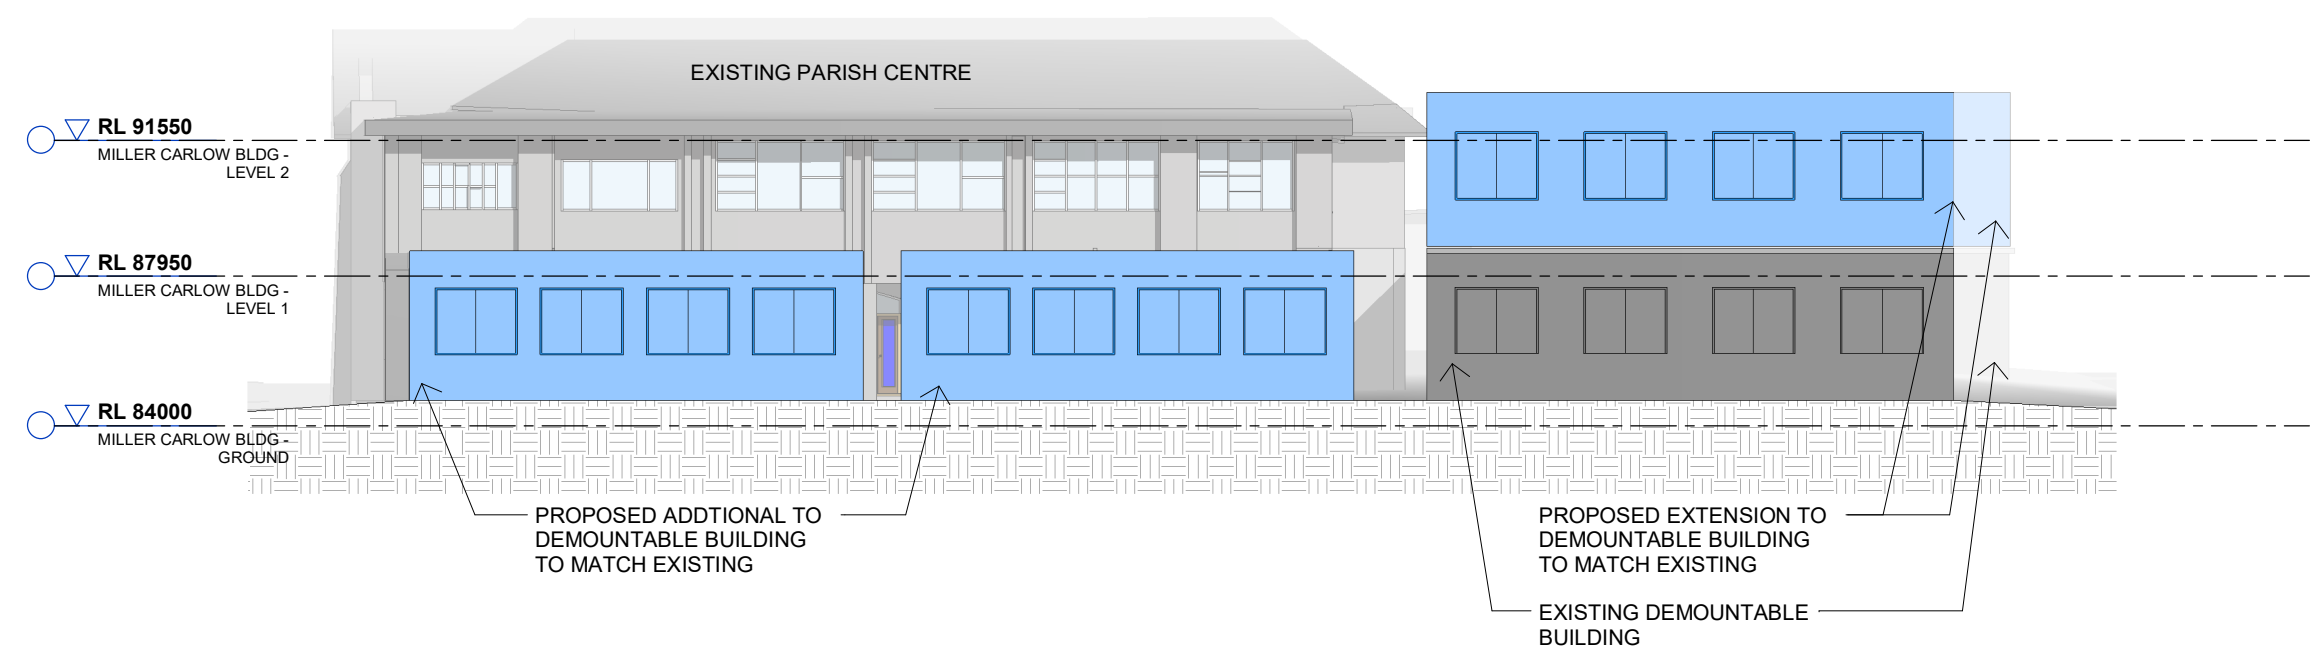 EXISTING PARISH CENTRE
RL 91550
MILLER CARLOW BLDG -
LEVEL 2
RL 87950
MILLER CARLOW BLDG -
LEVEL 1
RL 84000
MILLER CARLOW BLDG -
GROUND
PROPOSED ADDTIONAL TO
DEMOUNTABLE BUILDING
TO MATCH EXISTING
PROPOSED EXTENSION TO
DEMOUNTABLE BUILDING
TO MATCH EXISTING
EXISTING DEMOUNTABLE
BUILDING